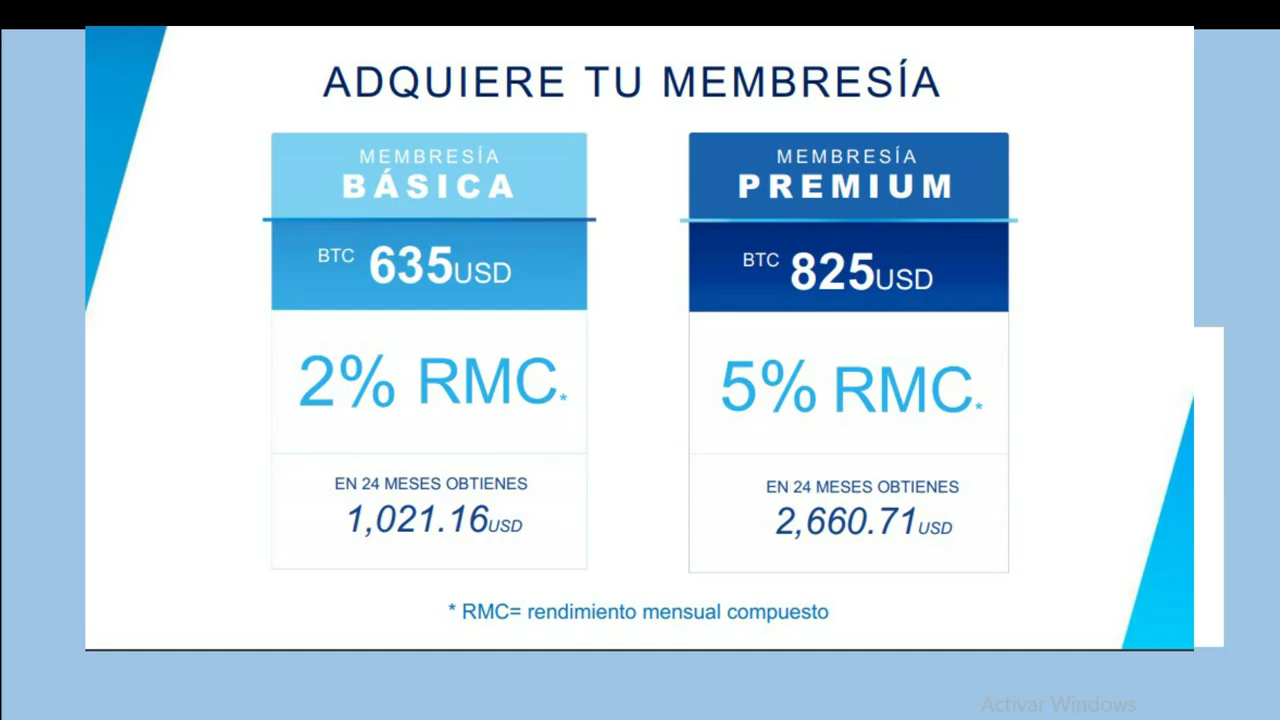 ADQUIERE TU MEMBRESÍA
MEMBRESÍA
BÁSICA
BTC 635USD
2% RMC*
EN 24 MESES OBTIENES
1,021.16USD
MEMBRESÍA
PREMIUM
BTC 825USD
5% RMC*
EN 24 MESES OBTIENES
2,660.71USD
* RMC= rendimiento mensual compuesto
Activar Windows